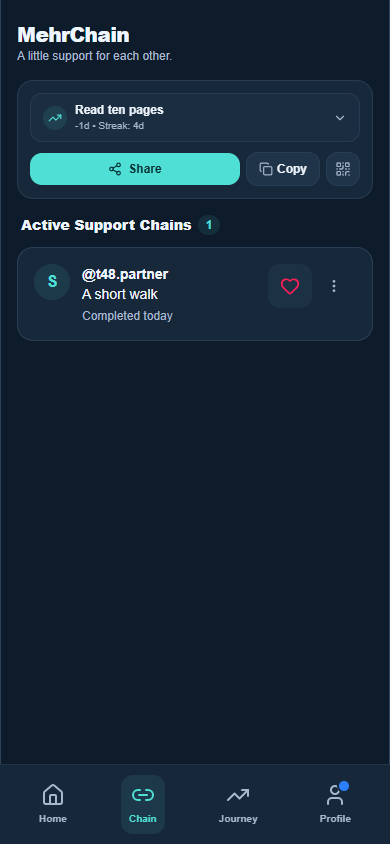 MehrChain
A little support for each other.
Read ten pages
-1d • Streak: 4d
Share
Copy
Active Support Chains 1
S
@t48.partner
A short walk
Completed today
Home
Chain
Journey
Profile